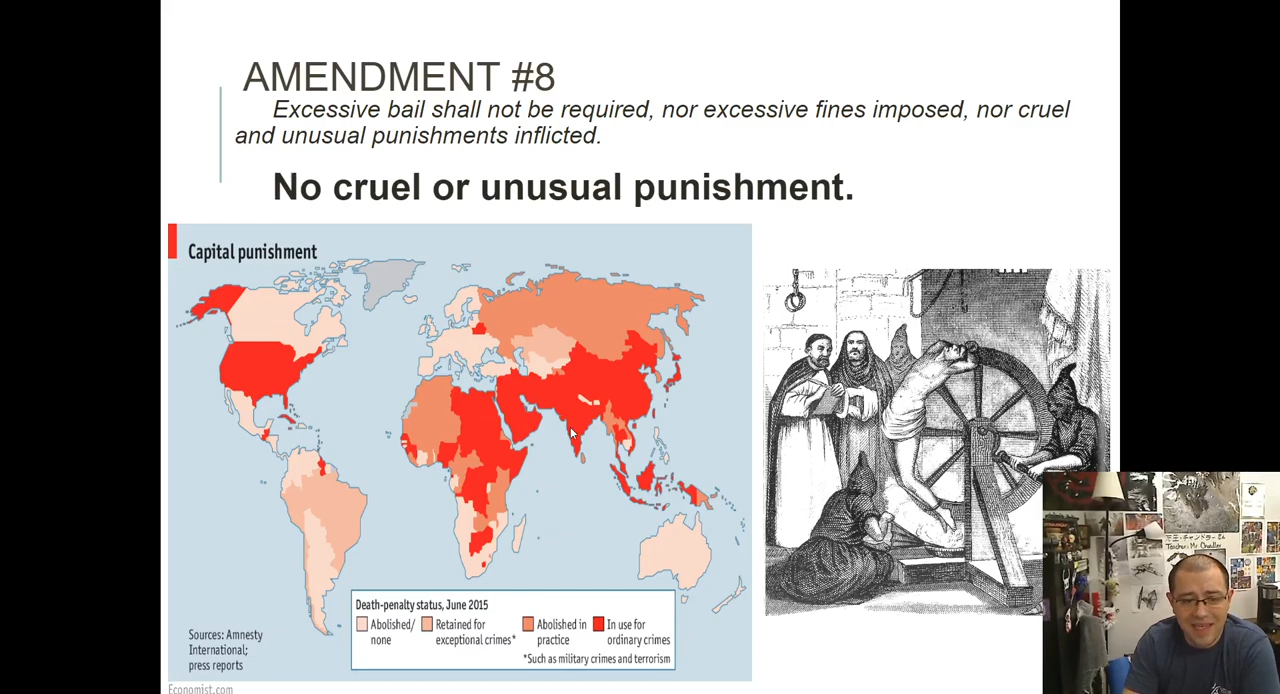 AMENDMENT #8
Excessive bail shall not be required, nor excessive fines imposed, nor cruel
and unusual punishments inflicted.
No cruel or unusual punishment.
Capital punishment
Death-penalty status, June 2015
Abolished/
none
Retained for
exceptional crimes*
Abolished in
practice
In use for
ordinary crimes
*Such as military crimes and terrorism
Sources: Amnesty
International;
press reports
Economist.com
Teacher: Mr Chandler